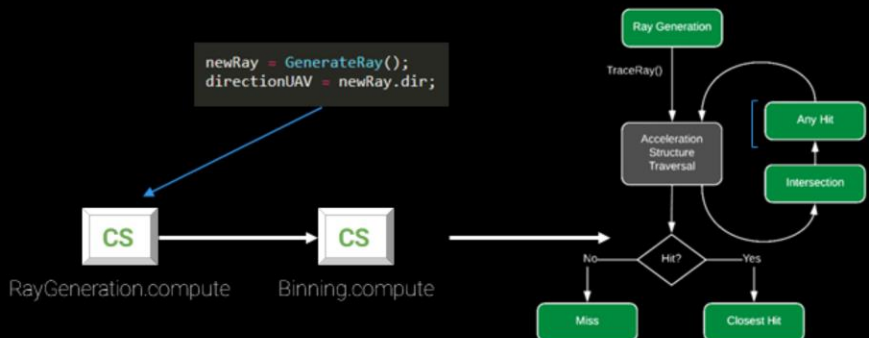 newRay = GenerateRay();
directionUAV = newRay.dir;
CS
RayGeneration.compute
CS
Binning.compute
Ray Generation
TraceRay()
Acceleration
Structure
Traversal
Any Hit
Intersection
Hit?
No
Yes
Miss
Closest Hit